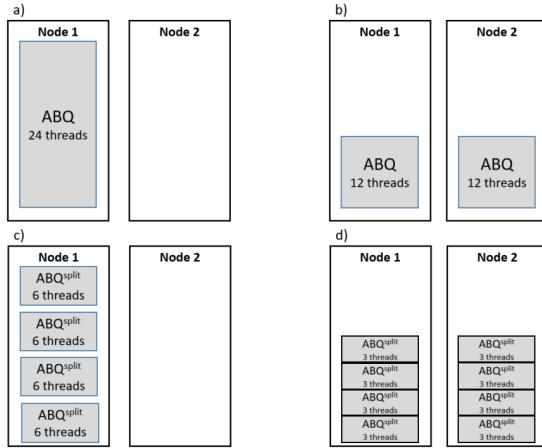 a)
Node 1
ABQ
24 threads
Node 2
b)
Node 1
ABQ
12 threads
Node 2
ABQ
12 threads
c)
Node 1
ABQsplit
6 threads
ABQsplit
6 threads
ABQsplit
6 threads
ABQsplit
6 threads
Node 2
d)
Node 1
ABQsplit
3 threads
ABQsplit
3 threads
ABQsplit
3 threads
ABQsplit
3 threads
Node 2
ABQsplit
3 threads
ABQsplit
3 threads
ABQsplit
3 threads
ABQsplit
3 threads